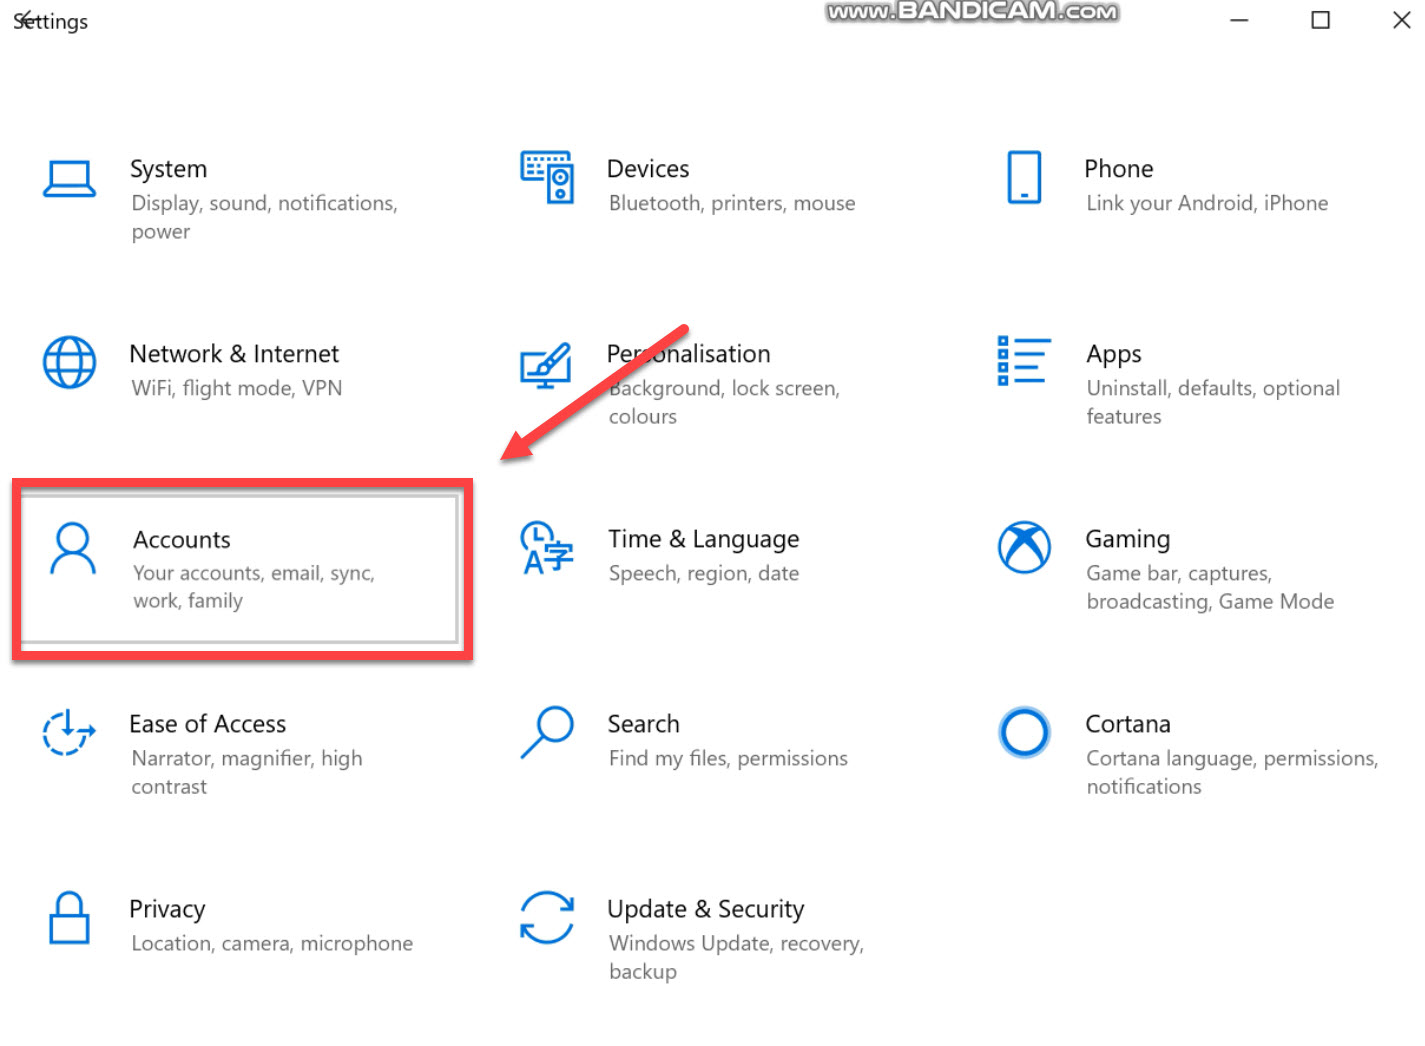 Settings
www.BANDICAM.com
System
Display, sound, notifications,
power
Devices
Bluetooth, printers, mouse
Phone
Link your Android, iPhone
Network & Internet
WiFi, flight mode, VPN
Personalisation
Background, lock screen,
colours
Apps
Uninstall, defaults, optional
features
Accounts
Your accounts, email, sync,
work, family
Time & Language
Speech, region, date
Gaming
Game bar, captures,
broadcasting, Game Mode
Ease of Access
Narrator, magnifier, high
contrast
Search
Find my files, permissions
Cortana
Cortana language, permissions,
notifications
Privacy
Location, camera, microphone
Update & Security
Windows Update, recovery,
backup